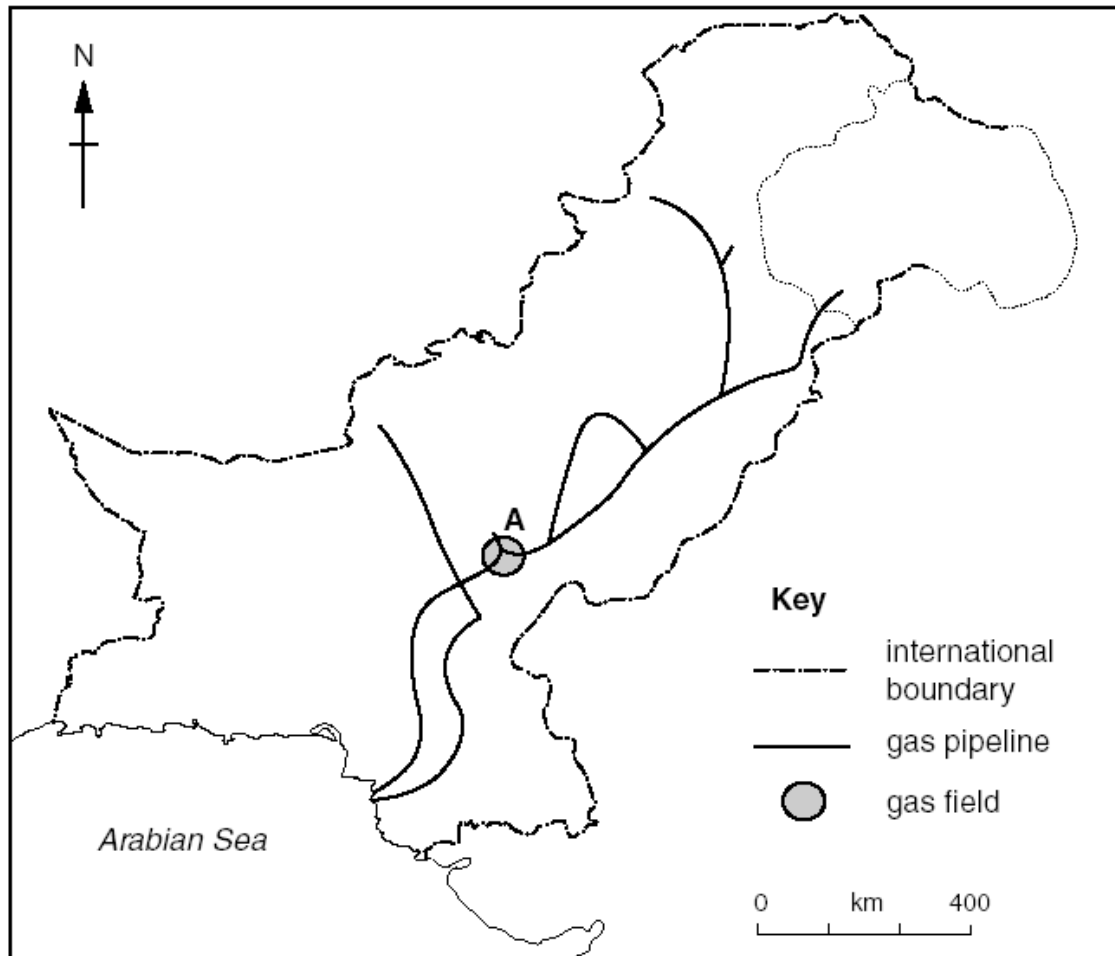 N
A
Key
international
boundary
gas pipeline
gas field
Arabian Sea
0 km 400